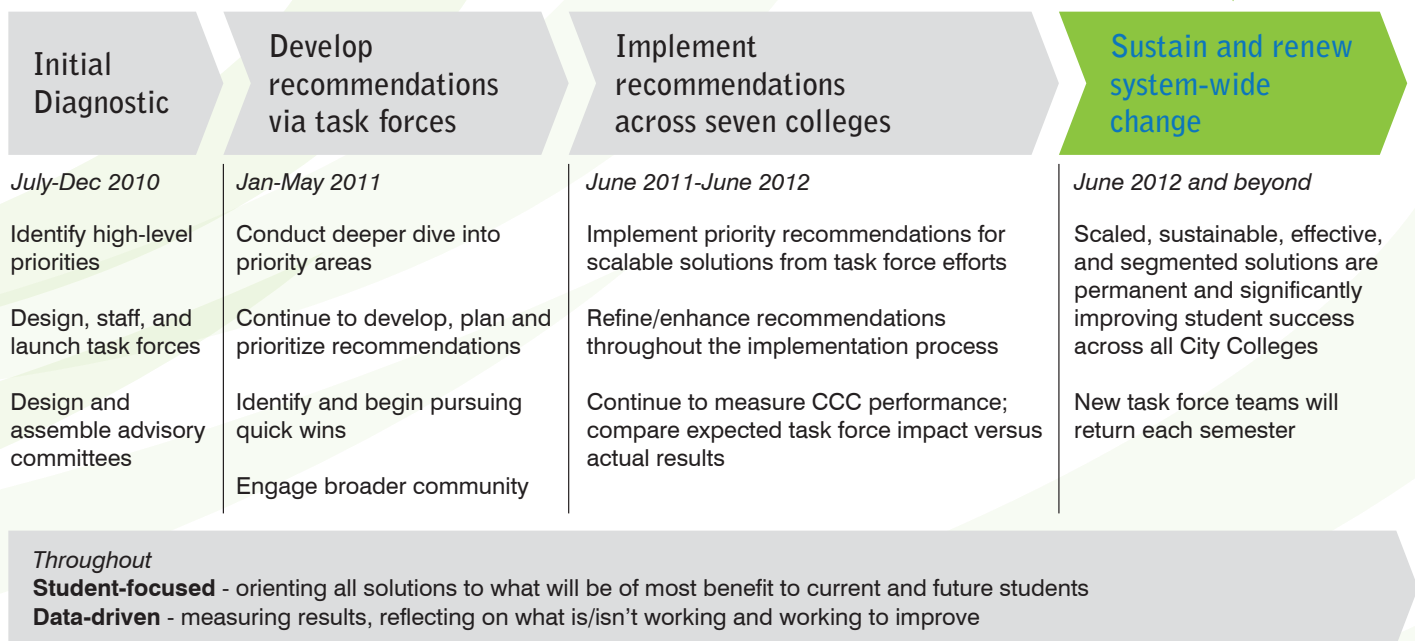 Initial
Diagnostic
Develop
recommendations
via task forces
Implement
recommendations
across seven colleges
Sustain and renew
system-wide
change
July-Dec 2010
Identify high-level
priorities
Design, staff, and
launch task forces
Design and
assemble advisory
committees
Jan-May 2011
Conduct deeper dive into
priority areas
Continue to develop, plan and
prioritize recommendations
Identify and begin pursuing
quick wins
Engage broader community
June 2011-June 2012
Implement priority recommendations for
scalable solutions from task force efforts
Refine/enhance recommendations
throughout the implementation process
Continue to measure CCC performance;
compare expected task force impact versus
actual results
June 2012 and beyond
Scaled, sustainable, effective,
and segmented solutions are
permanent and significantly
improving student success
across all City Colleges
New task force teams will
return each semester
Throughout
Student-focused - orienting all solutions to what will be of most benefit to current and future students
Data-driven - measuring results, reflecting on what is/isn't working and working to improve